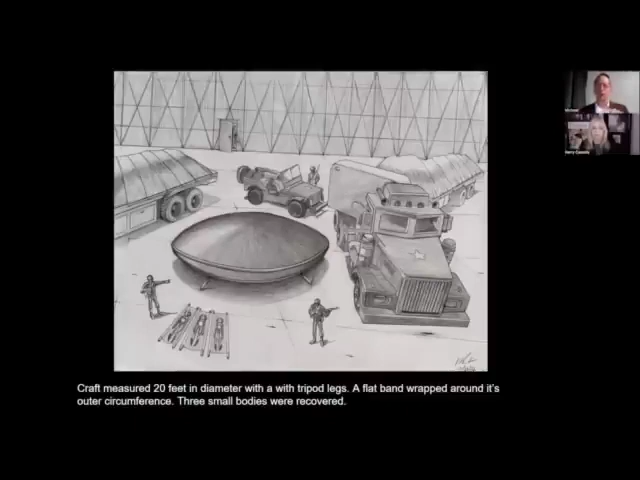 Michael
Craft measured 20 feet in diameter with a with tripod legs. A flat band wrapped around it's
outer circumference. Three small bodies were recovered.